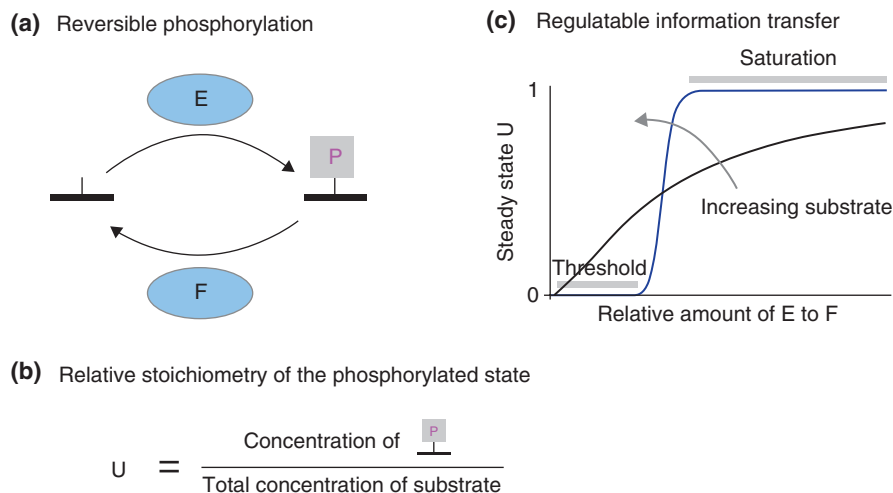 (a) Reversible phosphorylation
E
P
F
(b) Relative stoichiometry of the phosphorylated state
U = Concentration of P
Total concentration of substrate
(c) Regulatable information transfer
Saturation
1
Steady state U
Increasing substrate
Threshold
0
Relative amount of E to F